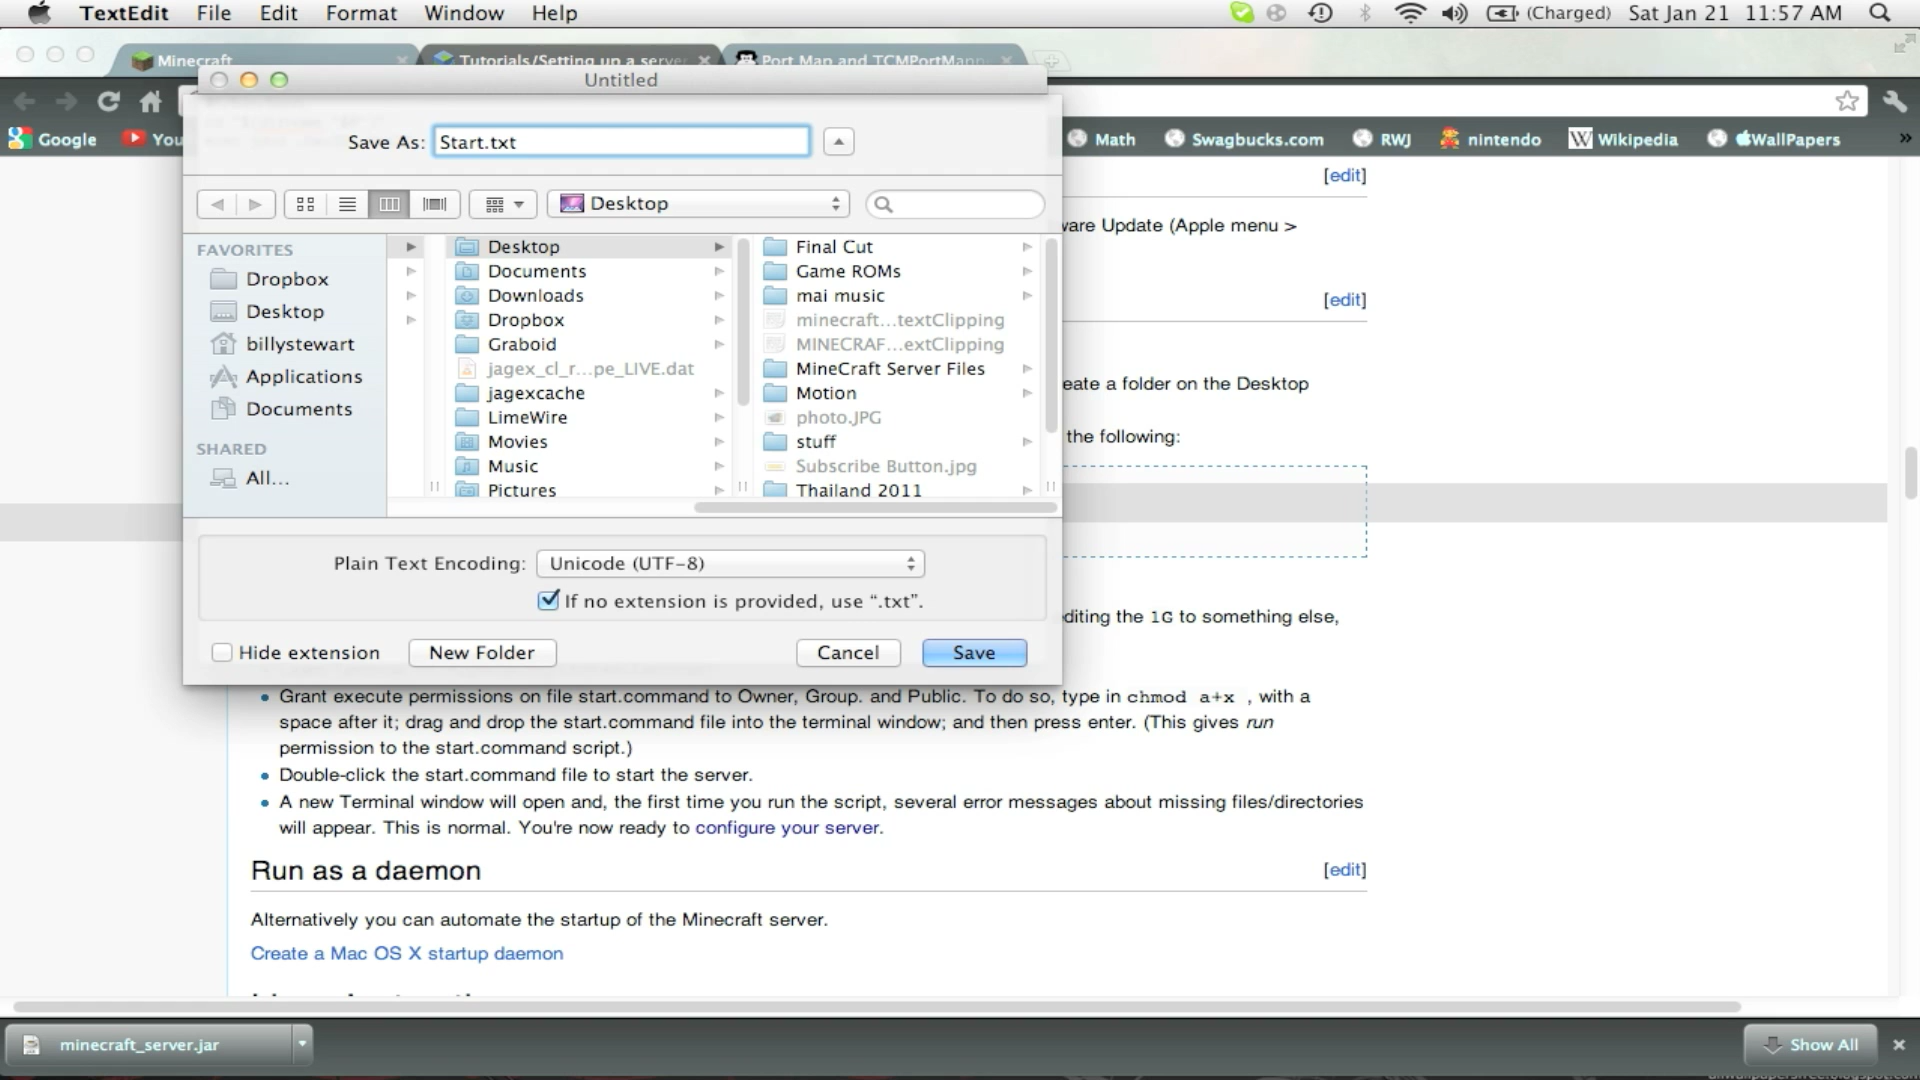 TextEdit File Edit Format Window Help (Charged) Sat Jan 21 11:57 AM
Minecraft Tutorials/Setting up a server Port Map and TCMPortMapp
Untitled
Save As: Start.txt
Google You Math Swagbucks.com RWJ nintendo Wikipedia WallPapers »
[edit]
Desktop
ware Update (Apple menu >
FAVORITES
Dropbox
Desktop
billystewart
Applications
Documents
SHARED
All...
Desktop
Documents
Downloads
Dropbox
Graboid
jagex_cl_r...pe_LIVE.dat
jagexcache
LimeWire
Movies
Music
Pictures
Final Cut
Game ROMs
mai music
minecraft...textClipping
MINECRAF...extClipping
MineCraft Server Files
Motion
photo.JPG
stuff
Subscribe Button.jpg
Thailand 2011
[edit]
eate a folder on the Desktop
the following:
Plain Text Encoding: Unicode (UTF-8)
If no extension is provided, use “.txt”.
diting the 1G to something else,
Hide extension New Folder Cancel Save
• Grant execute permissions on file start.command to Owner, Group. and Public. To do so, type in chmod a+x , with a
space after it; drag and drop the start.command file into the terminal window; and then press enter. (This gives run
permission to the start.command script.)
• Double-click the start.command file to start the server.
• A new Terminal window will open and, the first time you run the script, several error messages about missing files/directories
will appear. This is normal. You're now ready to configure your server.
Run as a daemon [edit]
Alternatively you can automate the startup of the Minecraft server.
Create a Mac OS X startup daemon
minecraft_server.jar Show All